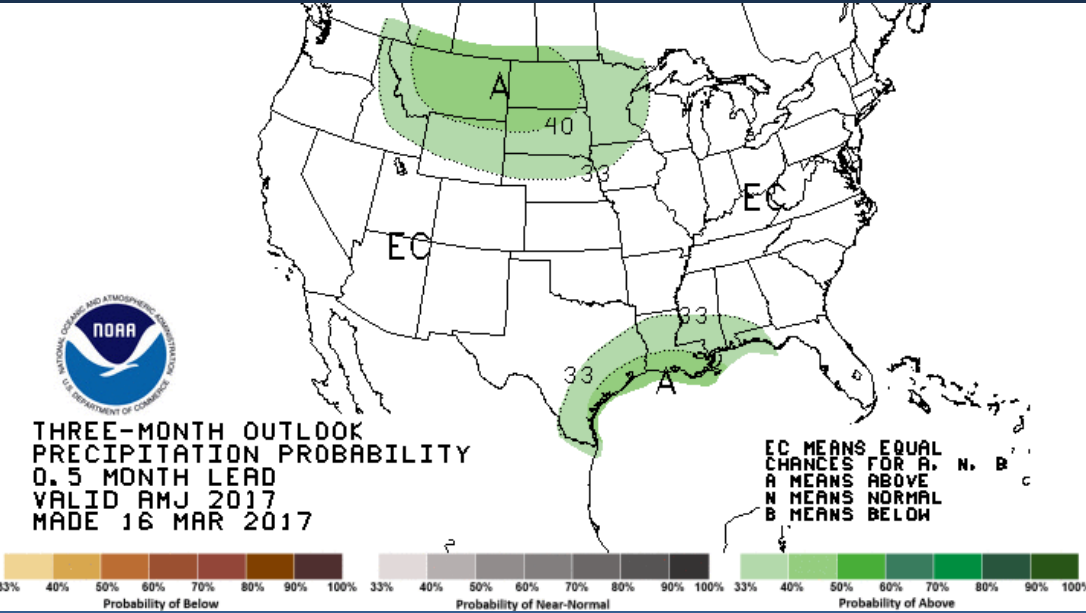 A
40
33
EC
EC
33
33
A
NATIONAL OCEANIC AND ATMOSPHERIC ADMINISTRATION
NOAA
U.S. DEPARTMENT OF COMMERCE
THREE-MONTH OUTLOOK
PRECIPITATION PROBABILITY
0.5 MONTH LEAD
VALID AMJ 2017
MADE 16 MAR 2017
EC MEANS EQUAL
CHANCES FOR A, N, B
A MEANS ABOVE
N MEANS NORMAL
B MEANS BELOW
33% 40% 50% 60% 70% 80% 90% 100%
Probability of Below
33% 40% 50% 60% 70% 80% 90% 100%
Probability of Near-Normal
33% 40% 50% 60% 70% 80% 90% 100%
Probability of Above